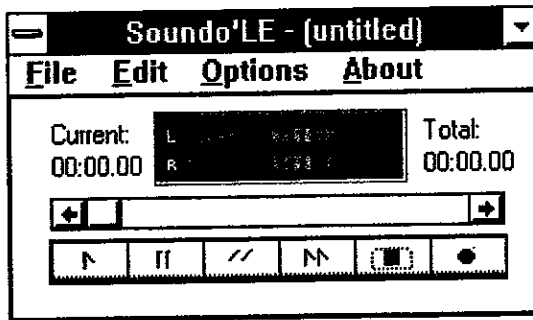 Soundo'LE - (untitled)
File Edit Options About
Current: L Total:
00:00.00 R 00:00.00